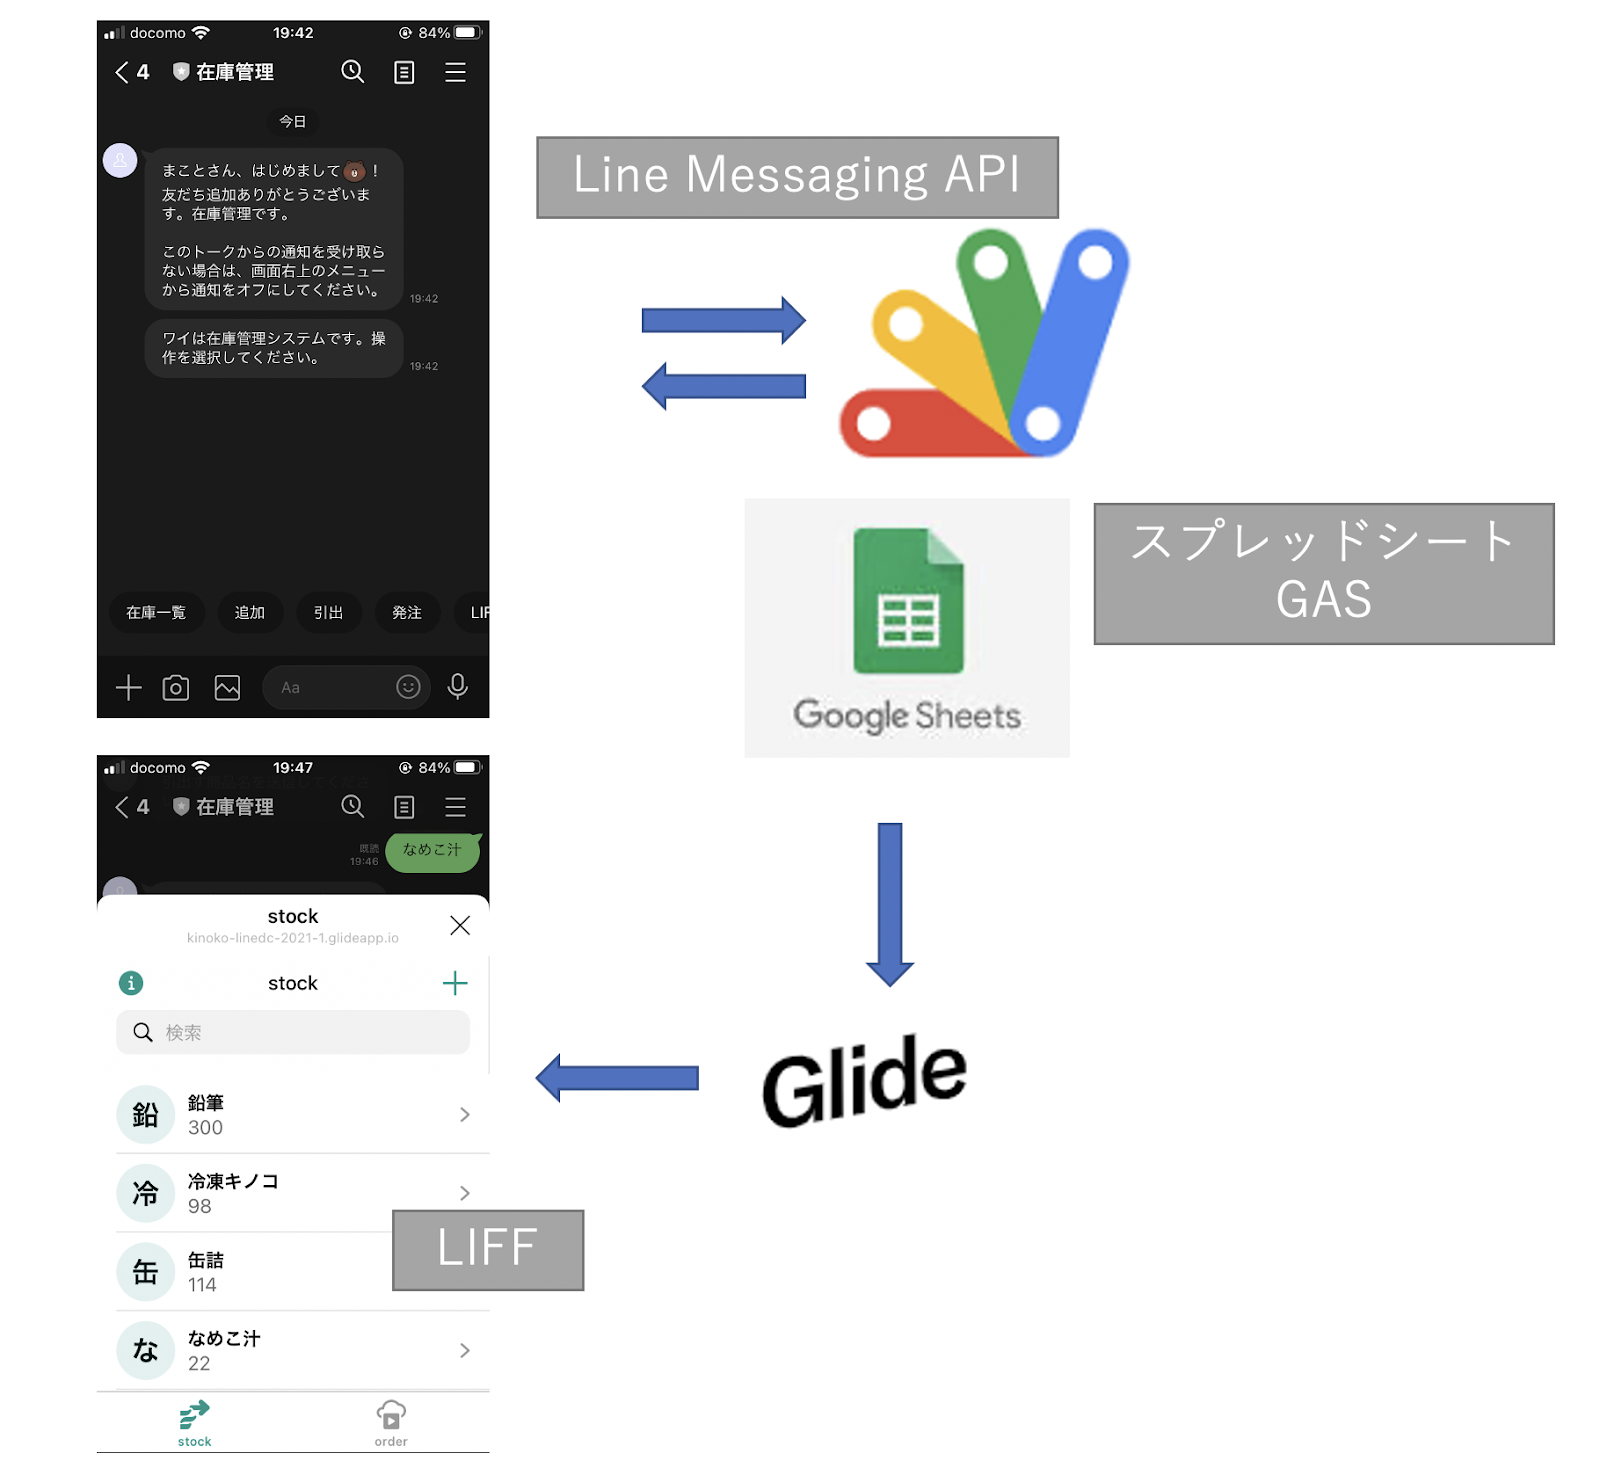 docomo 19:42 84%
4 在庫管理
今日
まことさん、はじめまして！
友だち追加ありがとうございま
す。在庫管理です。
このトークからの通知を受け取ら
ない場合は、画面右上のメニュー
から通知をオフにしてください。
19:42
ワイは在庫管理システムです。操
作を選択してください。
19:42
在庫一覧 追加 引出 発注 LIF
Aa
Line Messaging API
Google Sheets
スプレッドシート
GAS
docomo 19:47 84%
4 在庫管理
既読
19:46
なめこ汁
stock
kinoko-linedc-2021-1.glideapp.io
stock
検索
鉛 鉛筆
300
冷 冷凍キノコ
98
缶 缶詰
114
な なめこ汁
22
stock order
Glide
LIFF